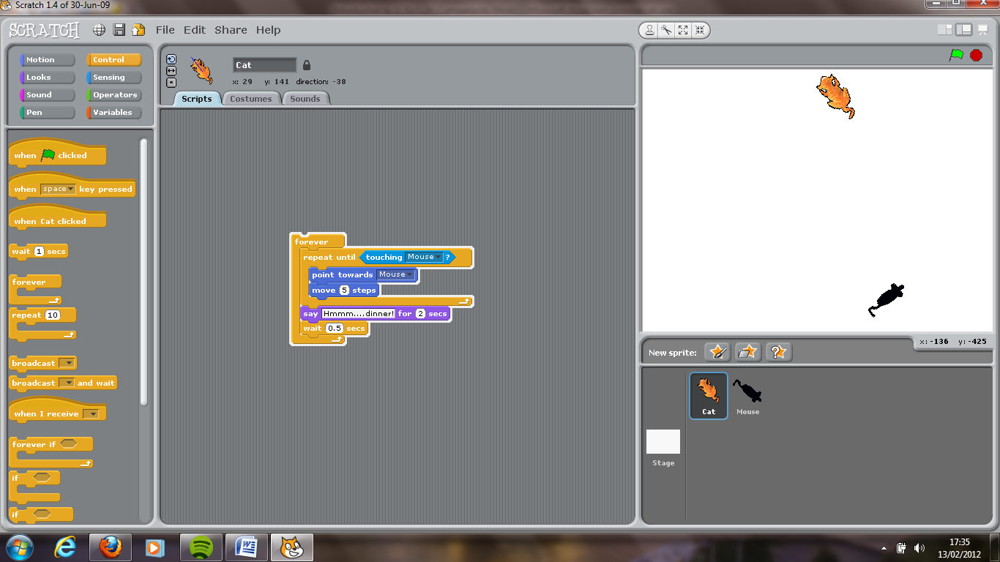 Scratch 1.4 of 30-Jun-09
SCRATCH File Edit Share Help
Motion Control
Looks Sensing
Sound Operators
Pen Variables
when clicked
when space key pressed
when Cat clicked
wait 1 secs
forever
repeat 10
broadcast
broadcast and wait
when I receive
forever if
if
if
Cat
x: 29 y: 141 direction: -38
Scripts Costumes Sounds
forever
repeat until touching Mouse ?
point towards Mouse
move 5 steps
say Hmmm....dinner! for 2 secs
wait 0.5 secs
x: -136 y: -425
New sprite:
Cat Mouse
Stage
17:35
13/02/2012